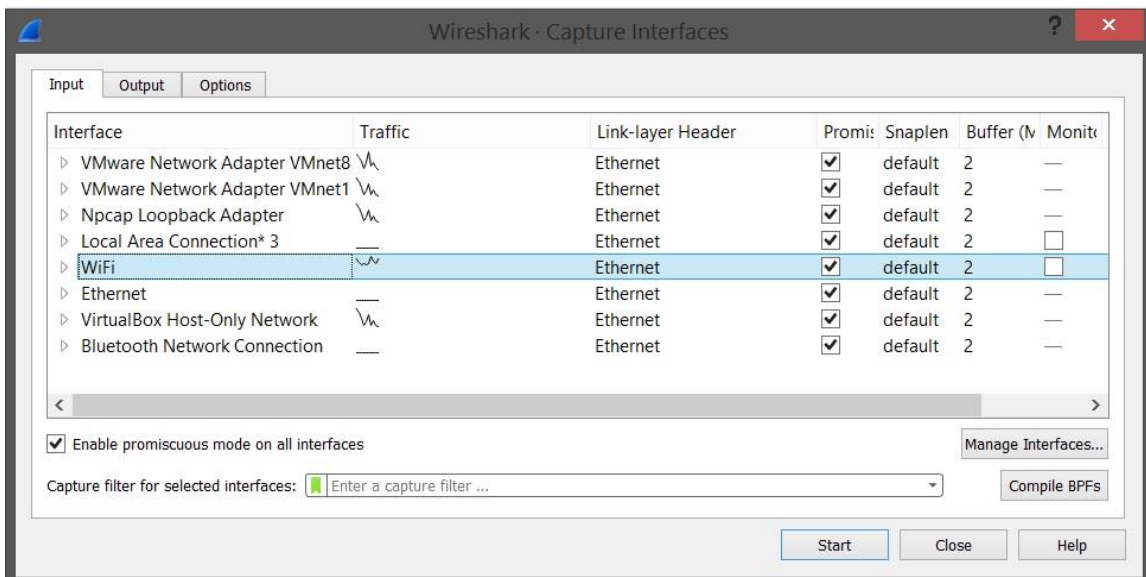 Wireshark · Capture Interfaces ?
Input Output Options
Interface Traffic Link-layer Header Promis Snaplen Buffer (M Monito
VMware Network Adapter VMnet8 Ethernet default 2 —
VMware Network Adapter VMnet1 Ethernet default 2 —
Npcap Loopback Adapter Ethernet default 2 —
Local Area Connection* 3 Ethernet default 2
WiFi Ethernet default 2
Ethernet Ethernet default 2 —
VirtualBox Host-Only Network Ethernet default 2 —
Bluetooth Network Connection Ethernet default 2 —
Enable promiscuous mode on all interfaces Manage Interfaces...
Capture filter for selected interfaces: Enter a capture filter ... Compile BPFs
Start Close Help